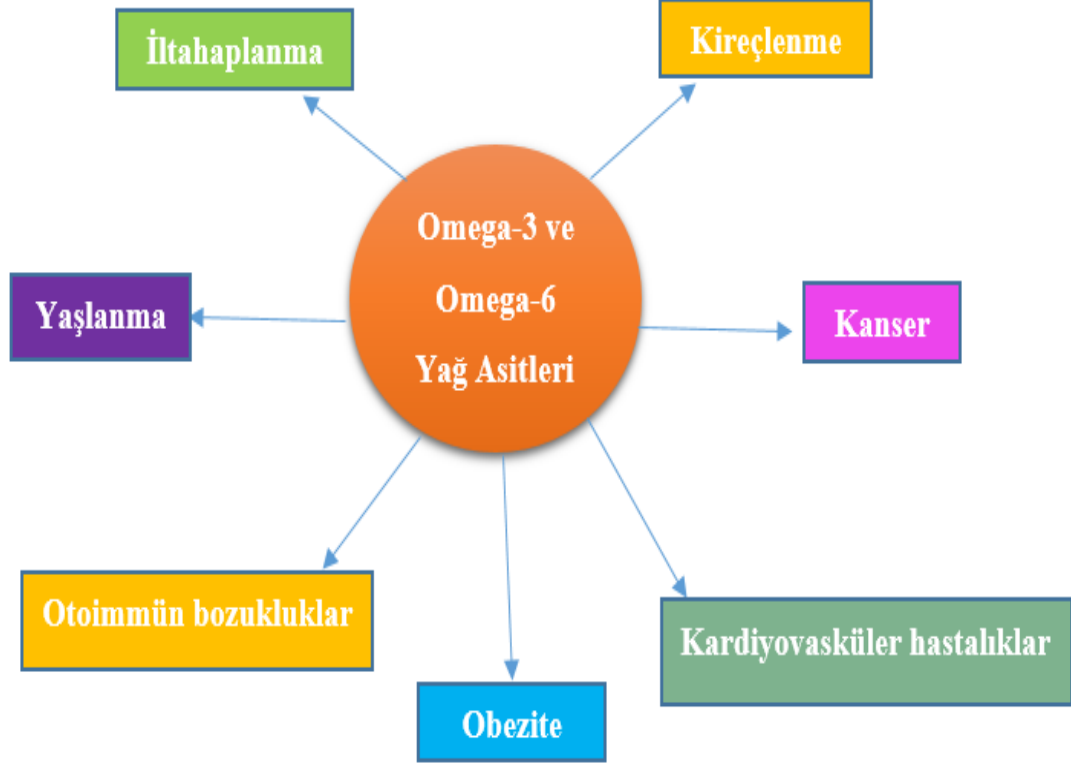 İltahaplanma
Kireçlenme
Omega-3 ve
Omega-6
Yağ Asitleri
Yaşlanma
Kanser
Otoimmün bozukluklar
Kardiyovasküler hastalıklar
Obezite